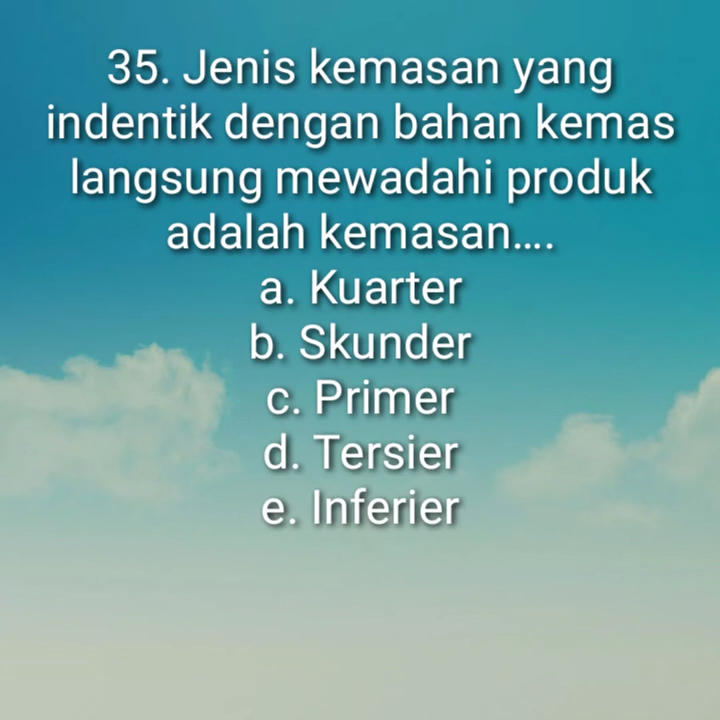 35. Jenis kemasan yang
indentik dengan bahan kemas
langsung mewadahi produk
adalah kemasan....
a. Kuarter
b. Skunder
c. Primer
d. Tersier
e. Inferier